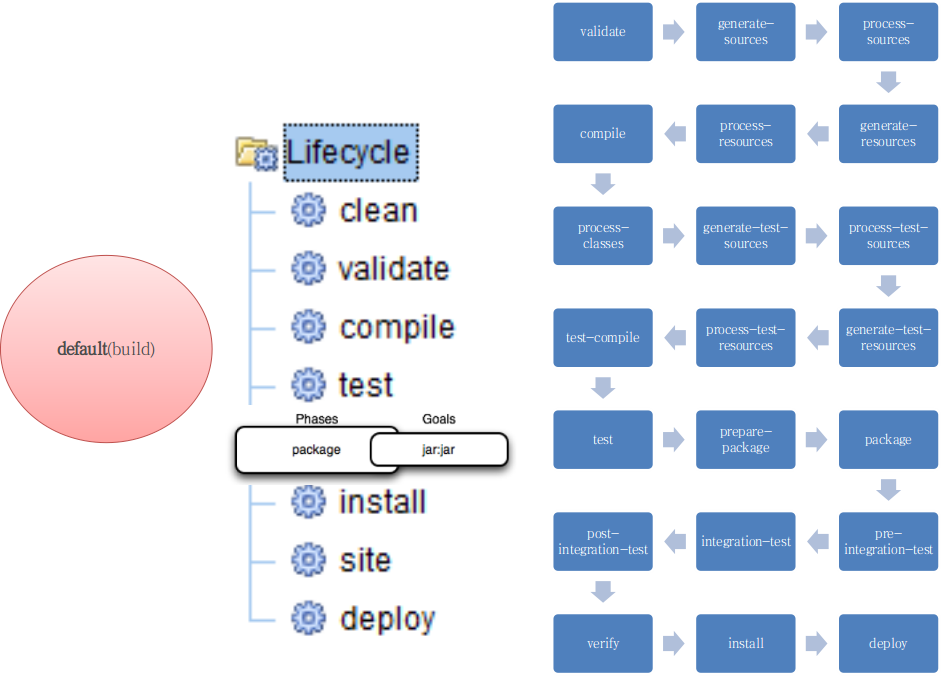 default(build)
Lifecycle
clean
validate
compile
test
Phases
Goals
package
jar:jar
install
site
deploy
validate
generate-
sources
process-
sources
generate-
resources
process-
resources
compile
process-
classes
generate-test-
sources
process-test-
sources
generate-test-
resources
process-test-
resources
test-compile
test
prepare-
package
package
pre-
integration-test
integration-test
post-
integration-test
verify
install
deploy